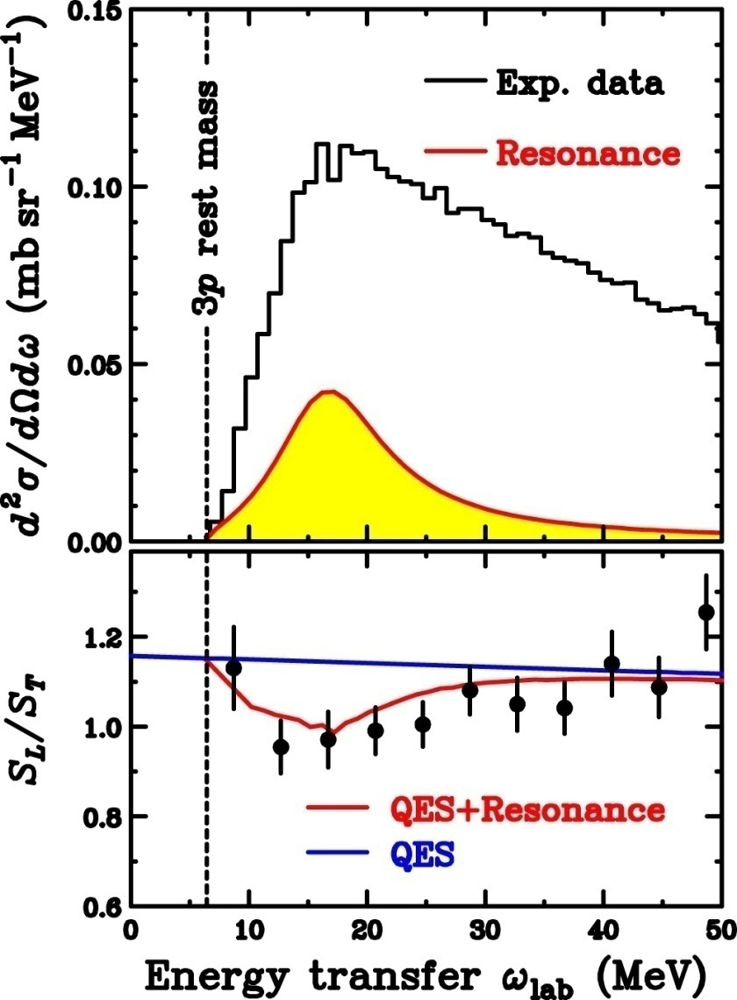 0.15
0.10
0.05
0.00
d²σ/dΩdω (mb sr⁻¹ MeV⁻¹)
3p rest mass
Exp. data
Resonance
1.2
1.0
0.8
0.6
S_L/S_T
QES+Resonance
QES
0 10 20 30 40 50
Energy transfer ω_lab (MeV)